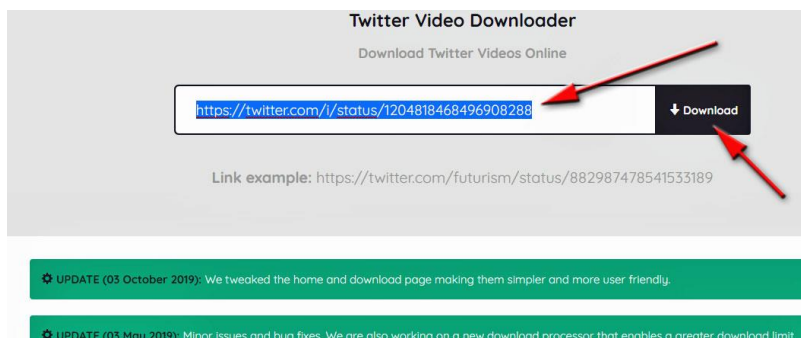 Twitter Video Downloader
Download Twitter Videos Online
https://twitter.com/i/status/1204818468496908288
Download
Link example: https://twitter.com/futurism/status/882987478541533189
UPDATE (03 October 2019): We tweaked the home and download page making them simpler and more user friendly.
UPDATE (03 May 2019): Minor issues and bug fixes. We are also working on a new download processor that enables a greater download limit